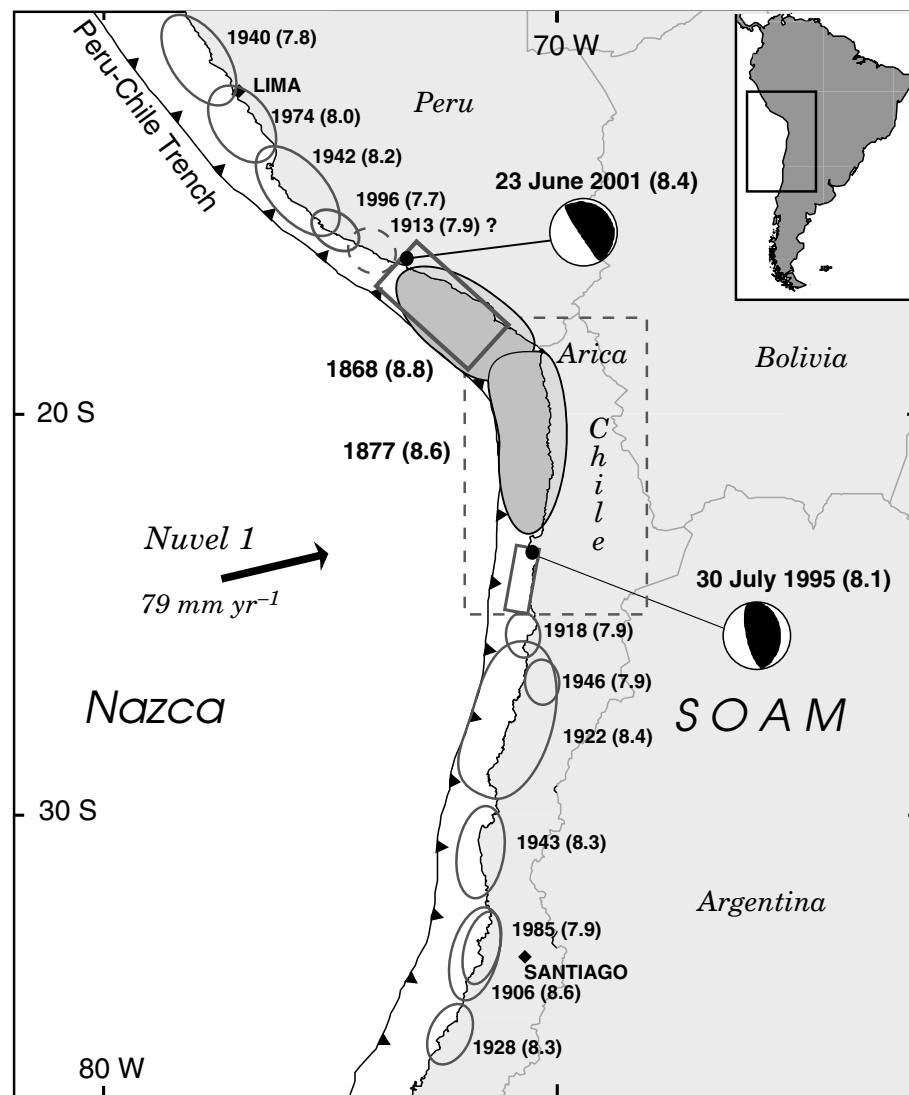 70 W
1940 (7.8)
Peru-Chile Trench
LIMA
Peru
1974 (8.0)
1942 (8.2)
23 June 2001 (8.4)
1996 (7.7)
1913 (7.9) ?
Arica
Bolivia
1868 (8.8)
20 S
Chile
1877 (8.6)
Nuvel 1
79 mm yr⁻¹
30 July 1995 (8.1)
1918 (7.9)
1946 (7.9)
Nazca
SOAM
1922 (8.4)
30 S
1943 (8.3)
Argentina
1985 (7.9)
SANTIAGO
1906 (8.6)
1928 (8.3)
80 W